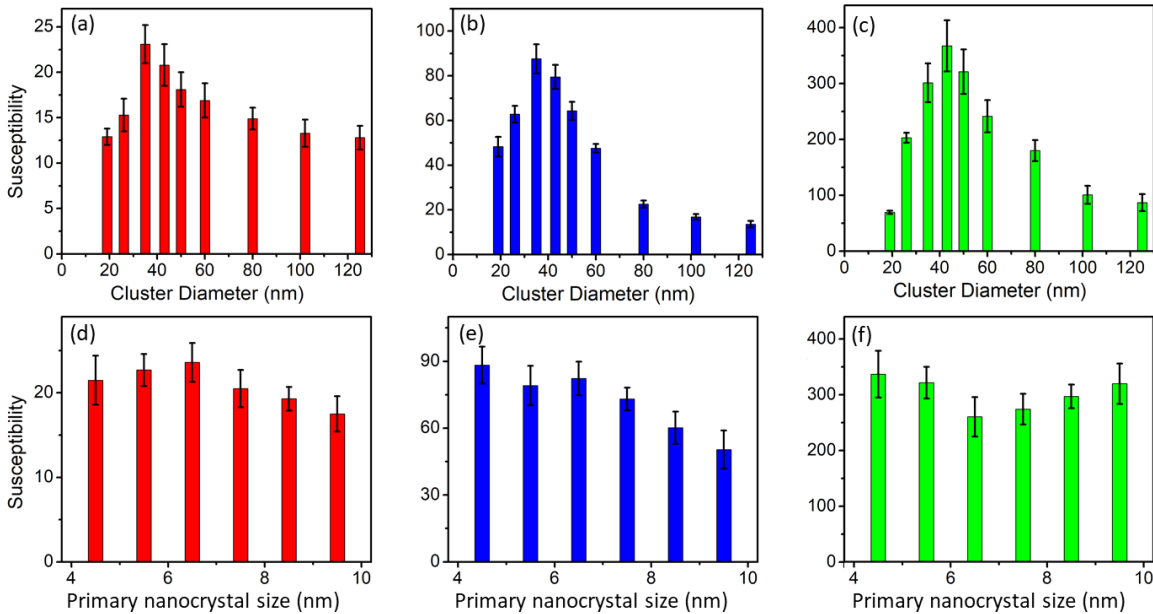 (a)
25
20
15
10
5
0
Susceptibility
0 20 40 60 80 100 120
Cluster Diameter (nm)
(b)
100
80
60
40
20
0
0 20 40 60 80 100 120
Cluster Diameter (nm)
(c)
400
300
200
100
0
0 20 40 60 80 100 120
Cluster Diameter (nm)
(d)
20
10
0
Susceptibility
4 6 8 10
Primary nanocrystal size (nm)
(e)
90
60
30
0
4 6 8 10
Primary nanocrystal size (nm)
(f)
400
300
200
100
0
4 6 8 10
Primary nanocrystal size (nm)